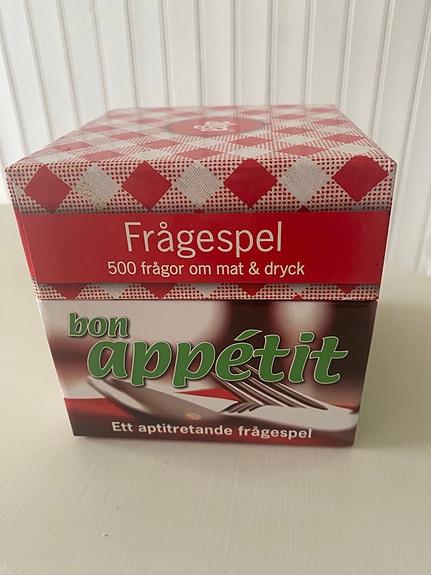 Frågespel
500 frågor om mat & dryck
bon
appétit
Ett aptitretande frågespel